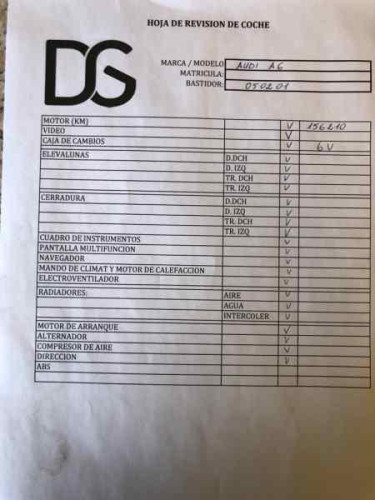 HOJA DE REVISION DE COCHE
DG
MARCA / MODELO AUDI A6
MATRICULA:
BASTIDOR: 050201
MOTOR (KM) V 156210
VIDEO V
CAJA DE CAMBIOS V 6V
ELEVALUNAS D.DCH V
D. IZQ V
TR. DCH V
TR. IZQ V
CERRADURA D.DCH V
D. IZQ V
TR. DCH V
TR. IZQ V
CUADRO DE INSTRUMENTOS V
PANTALLA MULTIFUNCION V
NAVEGADOR V
MANDO DE CLIMAT Y MOTOR DE CALEFACCION V
ELECTROVENTILADOR V
RADIADORES: AIRE V
AGUA V
INTERCOLER V
MOTOR DE ARRANQUE V
ALTERNADOR V
COMPRESOR DE AIRE V
DIRECCION V
ABS